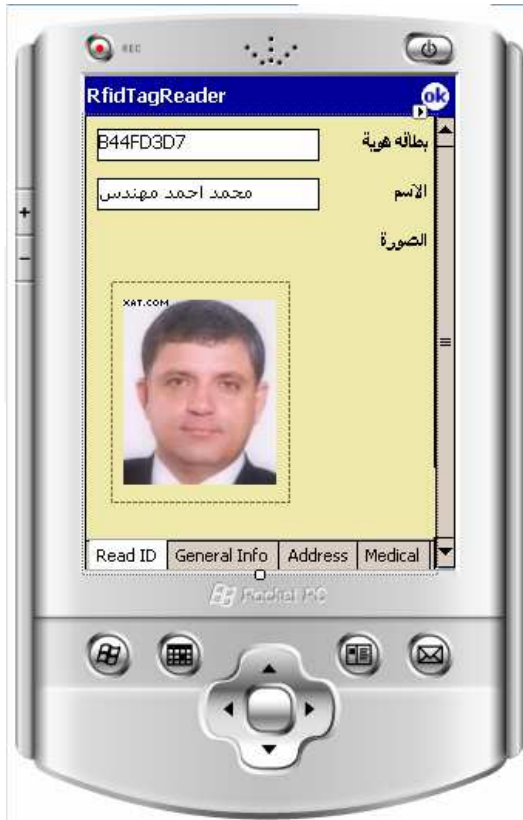 REC
RfidTagReader
ok
بطاقه هوية
B44FD3D7
الاسم
محمد احمد مهندس
الصورة
XAT.COM
Read ID
General Info
Address
Medical
Pocket PC